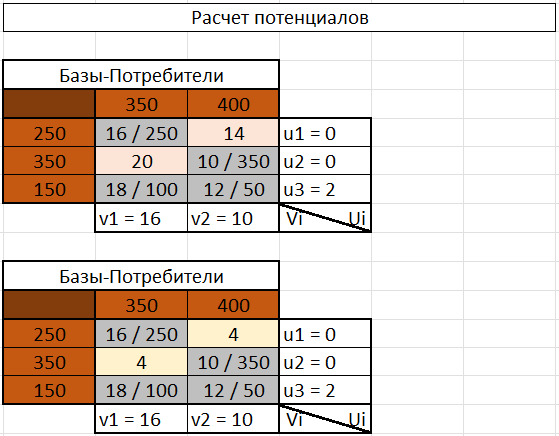 Расчет потенциалов
Базы-Потребители
350 400
250 16 / 250 14 u1 = 0
350 20 10 / 350 u2 = 0
150 18 / 100 12 / 50 u3 = 2
v1 = 16 v2 = 10 Vi Ui
Базы-Потребители
350 400
250 16 / 250 4 u1 = 0
350 4 10 / 350 u2 = 0
150 18 / 100 12 / 50 u3 = 2
v1 = 16 v2 = 10 Vi Ui